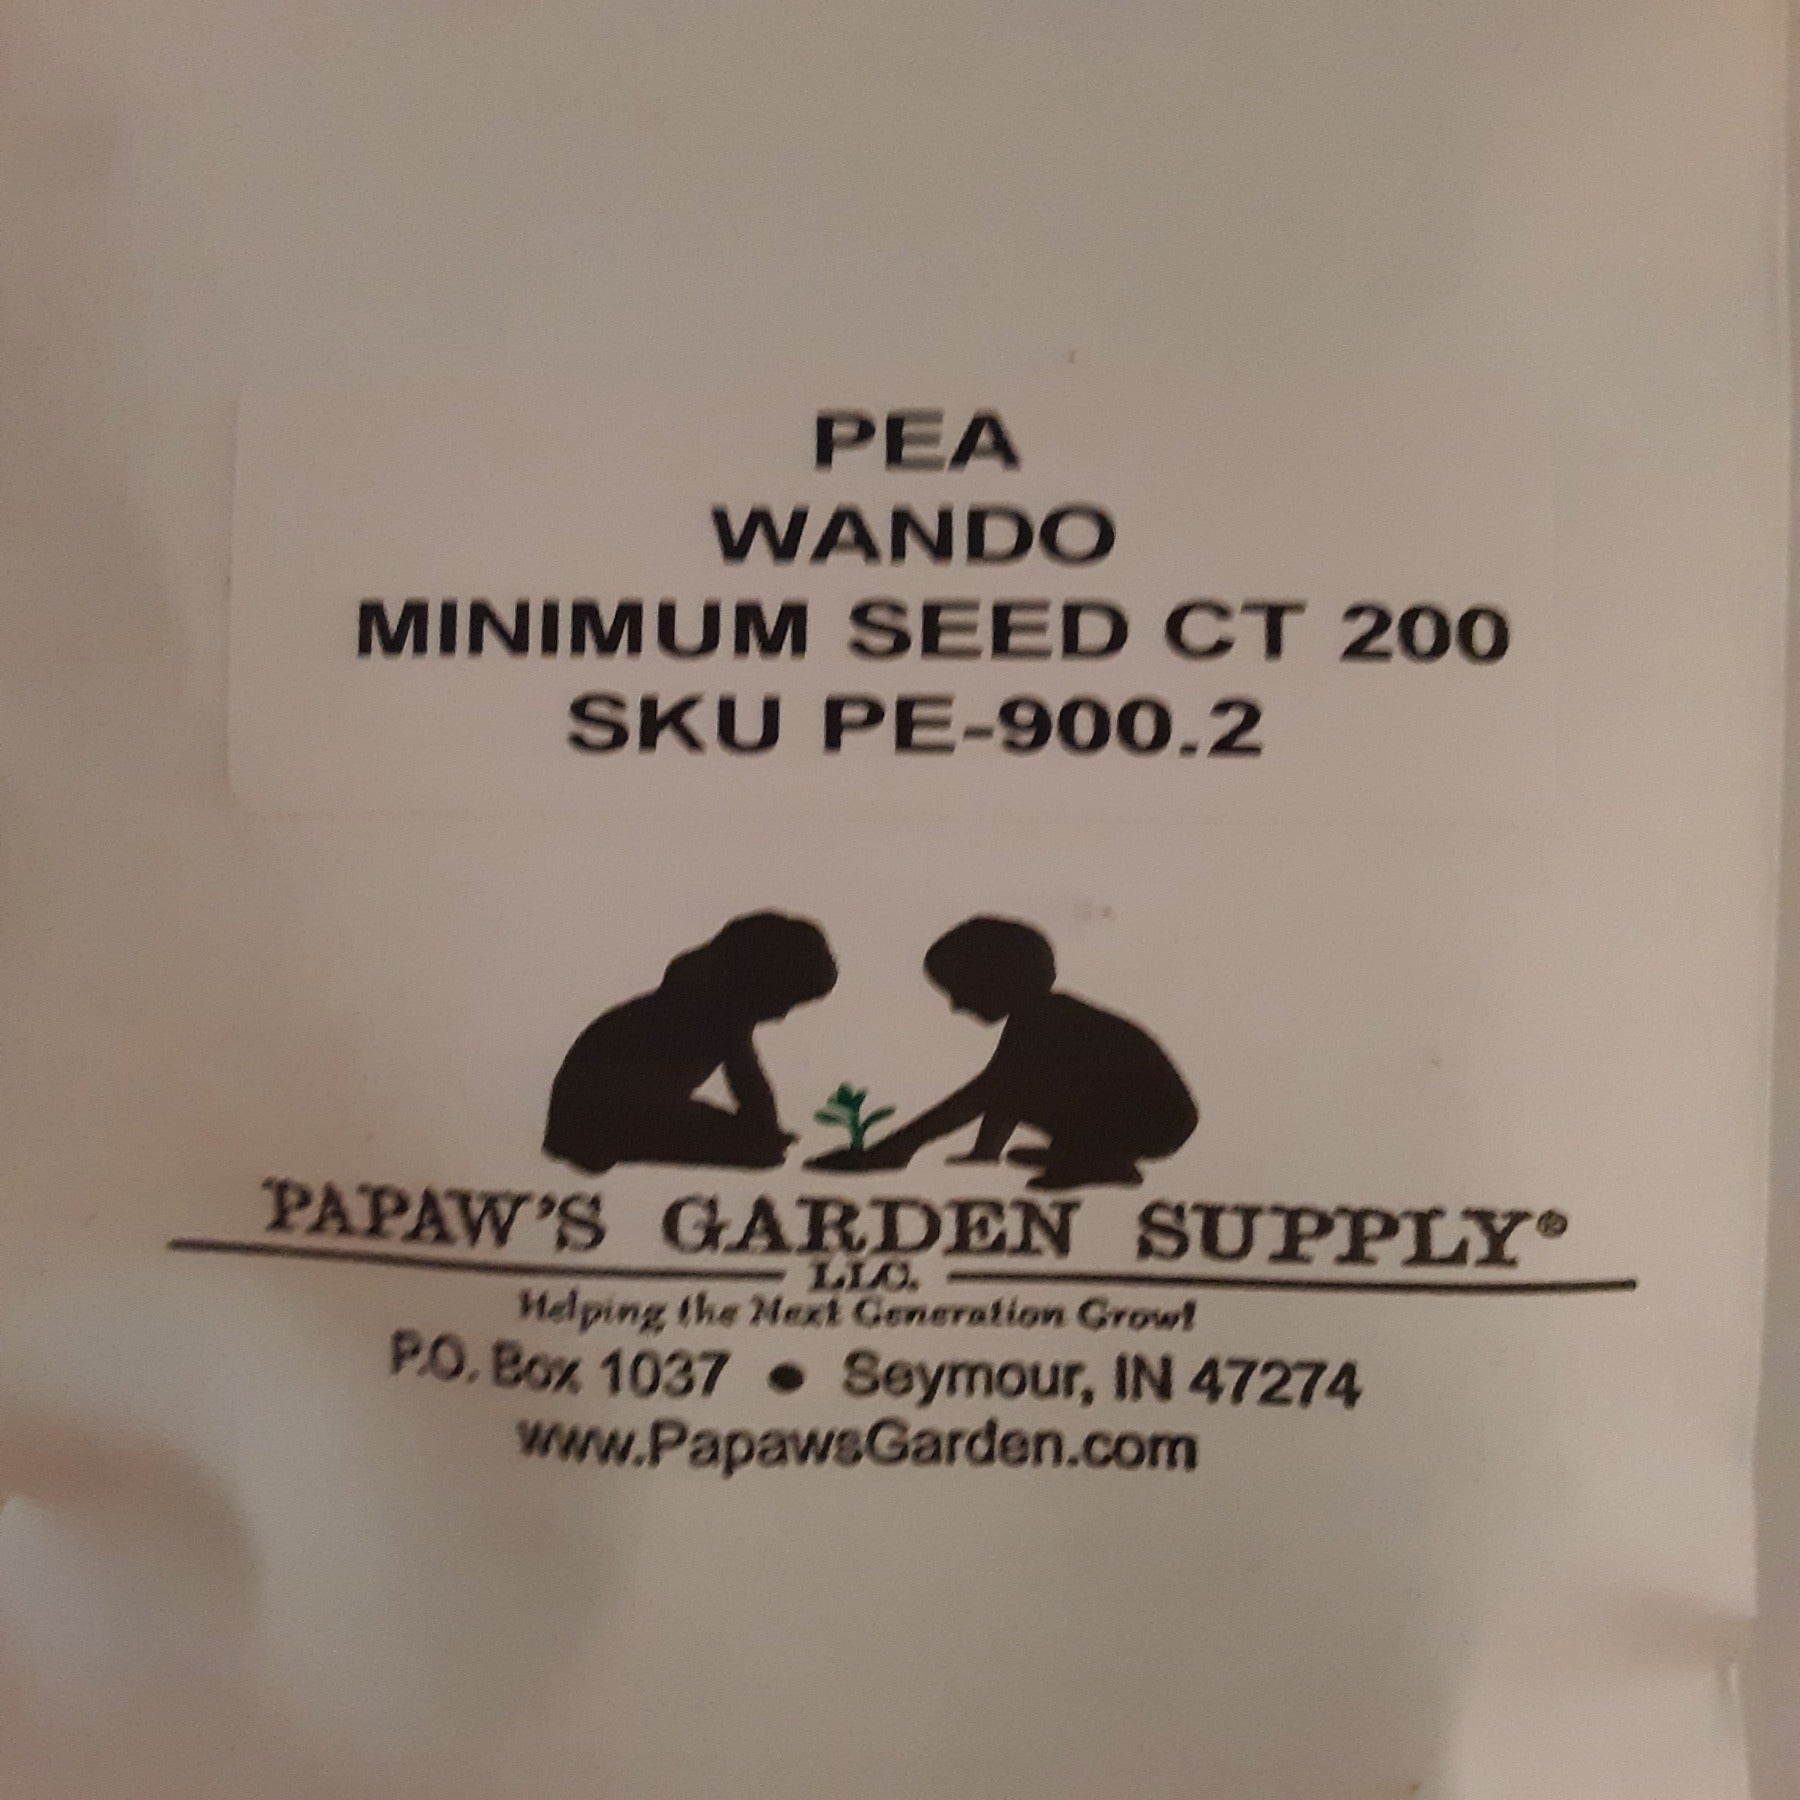 PEA
WANDO
MINIMUM SEED CT 200
SKU PE-900.2
PAPAW'S GARDEN SUPPLY®
LLC.
Helping the Next Generation Grow!
P.O. Box 1037 • Seymour, IN 47274
www.PapawsGarden.com